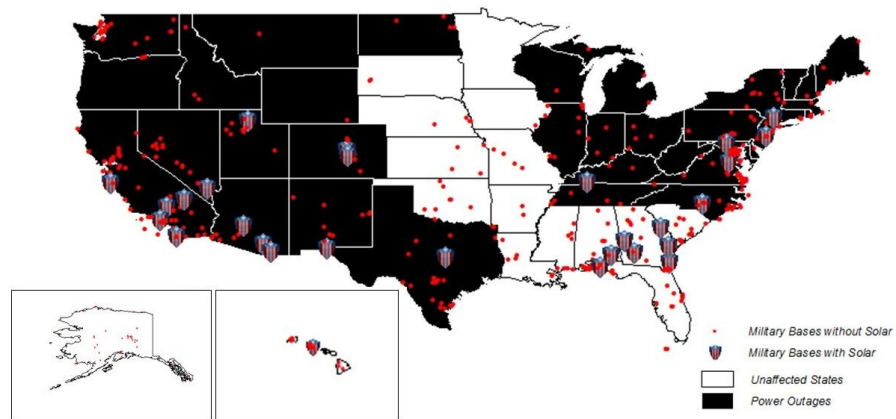 Military Bases without Solar
Military Bases with Solar
Unaffected States
Power Outages